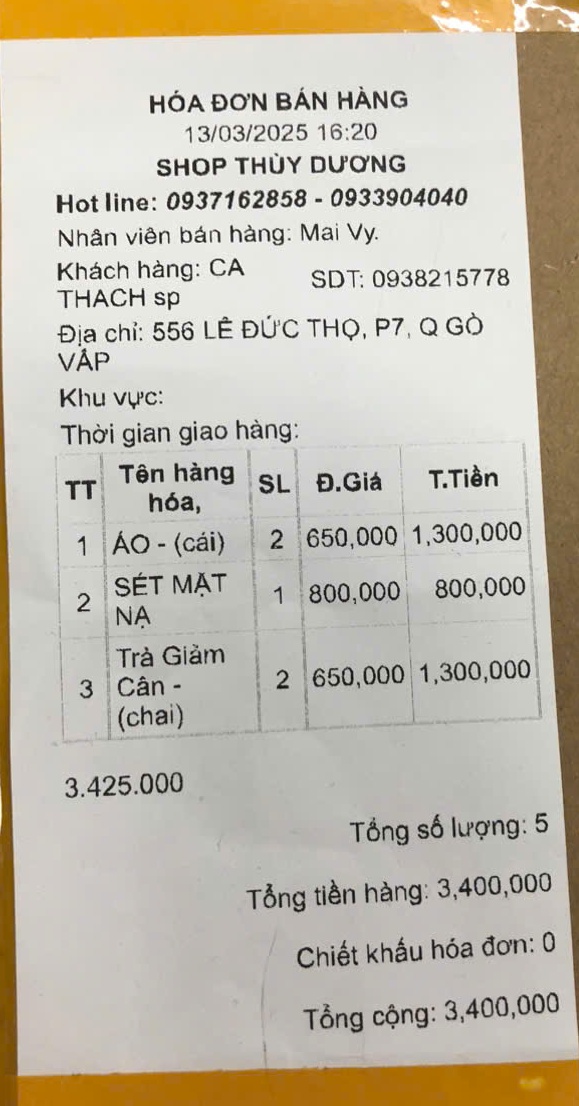 HÓA ĐƠN BÁN HÀNG
13/03/2025 16:20
SHOP THÙY DƯƠNG
Hot line: 0937162858 - 0933904040
Nhân viên bán hàng: Mai Vy.
Khách hàng: CA THACH sp SDT: 0938215778
Địa chỉ: 556 LÊ ĐỨC THỌ, P7, Q GÒ
VẤP
Khu vực:
Thời gian giao hàng:
TT Tên hàng hóa, SL Đ.Giá T.Tiền
1 ÁO - (cái) 2 650,000 1,300,000
2 SÉT MẶT NẠ 1 800,000 800,000
3 Trà Giảm Cân - (chai) 2 650,000 1,300,000
3.425.000
Tổng số lượng: 5
Tổng tiền hàng: 3,400,000
Chiết khấu hóa đơn: 0
Tổng cộng: 3,400,000